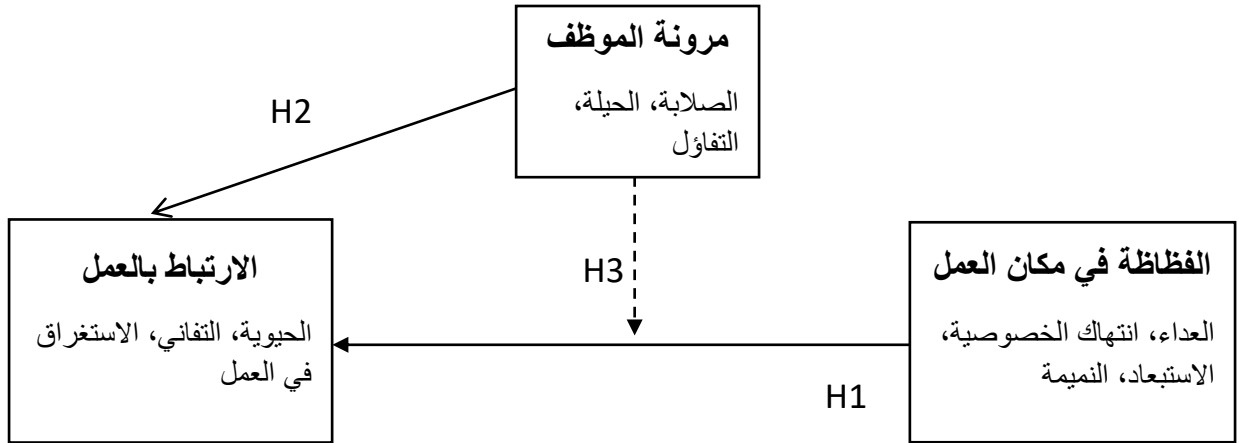 مرونة الموظف
الصلابة، الحيلة،
التفاؤل
H2
الفظاظة في مكان العمل
العداء، انتهاك الخصوصية،
الاستبعاد، النميمة
H3
الارتباط بالعمل
الحيوية، التفاني، الاستغراق
في العمل
H1